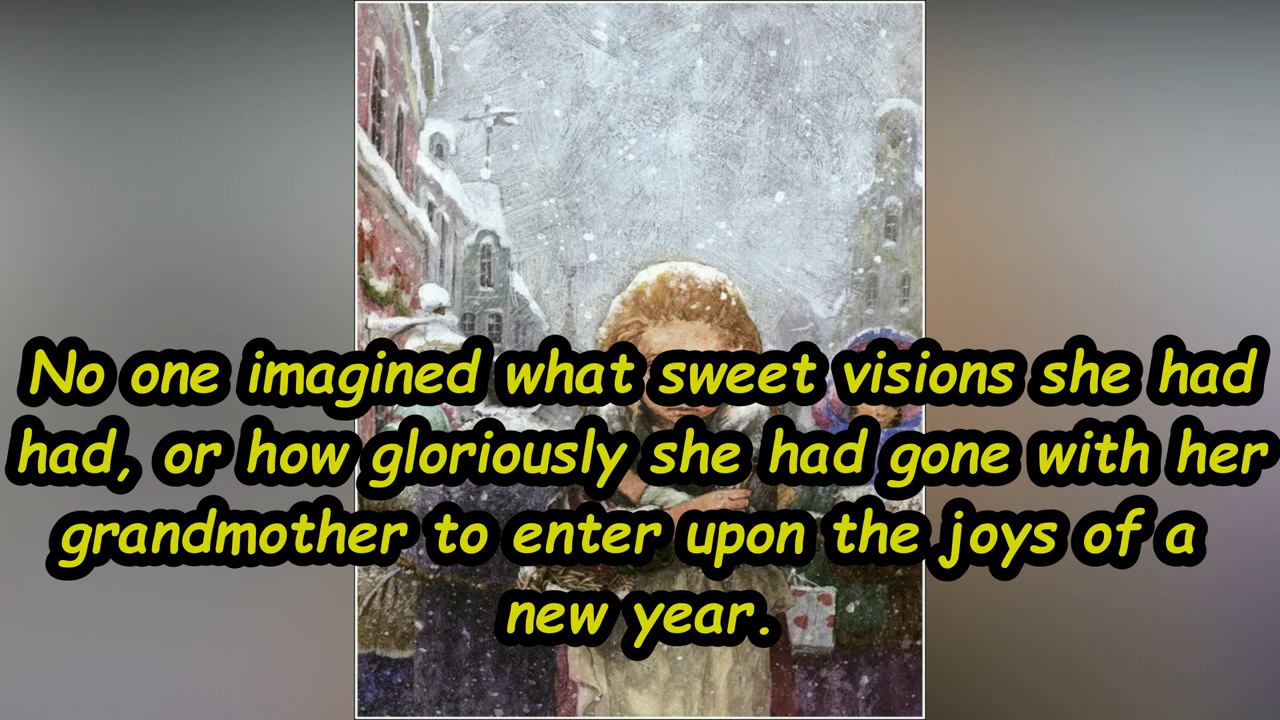 No one imagined what sweet visions she had
had, or how gloriously she had gone with her
grandmother to enter upon the joys of a
new year.